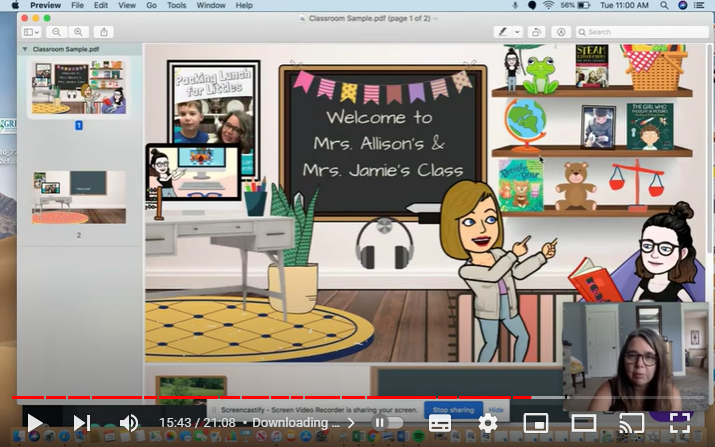 Preview File Edit View Go Tools Window Help
56% Tue 11:00 AM
Classroom Sample.pdf (page 1 of 2)
Search
Classroom Sample.pdf
1
2
Packing Lunch
for Littles
Welcome to
Mrs. Allison's &
Mrs. Jamie's Class
STEAM
THE GIRL WHO
THOUGHT IN PICTURES
Screencastify - Screen Video Recorder is sharing your screen.
Stop sharing
Hide
15:43 / 21:08 • Downloading ...